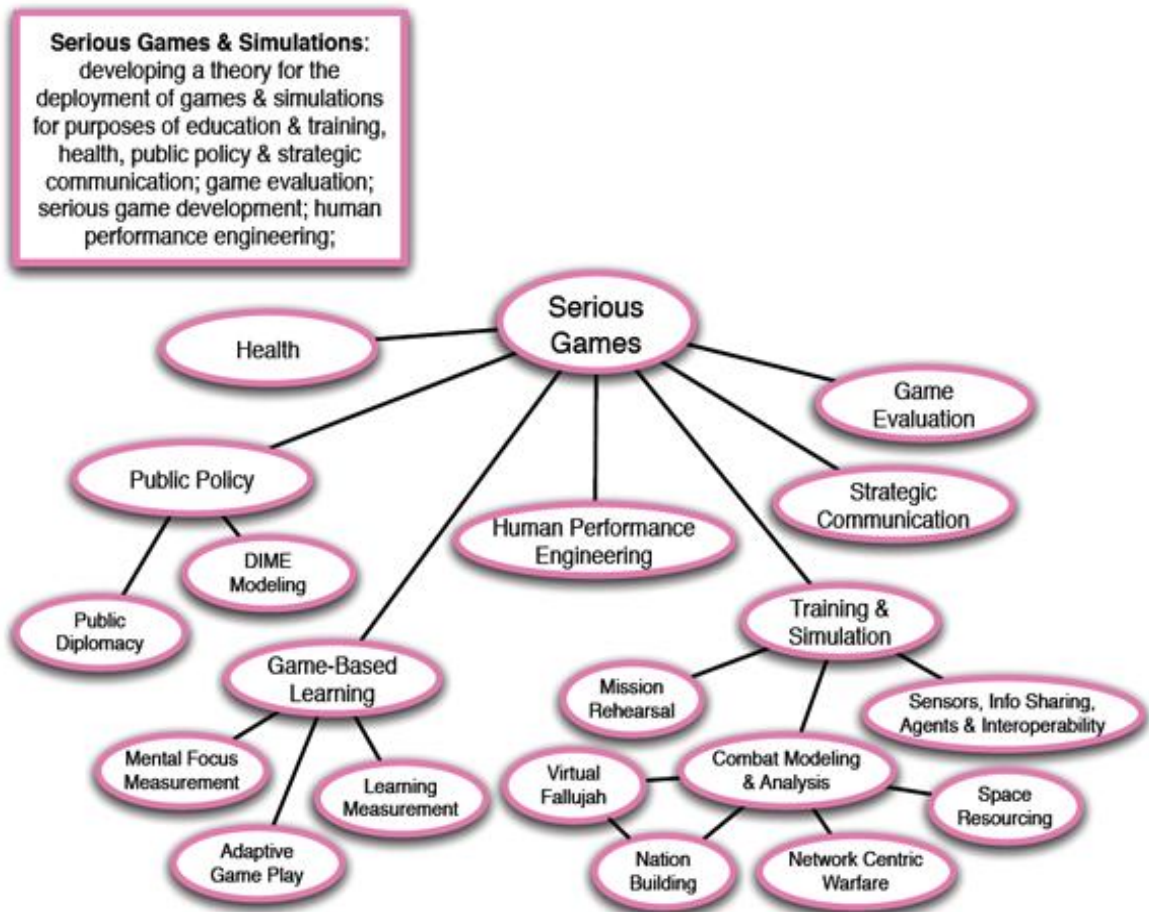 Serious Games & Simulations:
developing a theory for the
deployment of games & simulations
for purposes of education & training,
health, public policy & strategic
communication; game evaluation;
serious game development; human
performance engineering;
Serious
Games
Health
Game
Evaluation
Public Policy
Strategic
Communication
Human Performance
Engineering
DIME
Modeling
Public
Diplomacy
Training &
Simulation
Game-Based
Learning
Mission
Rehearsal
Sensors, Info Sharing,
Agents & Interoperability
Mental Focus
Measurement
Learning
Measurement
Adaptive
Game Play
Combat Modeling
& Analysis
Virtual
Fallujah
Space
Resourcing
Nation
Building
Network Centric
Warfare